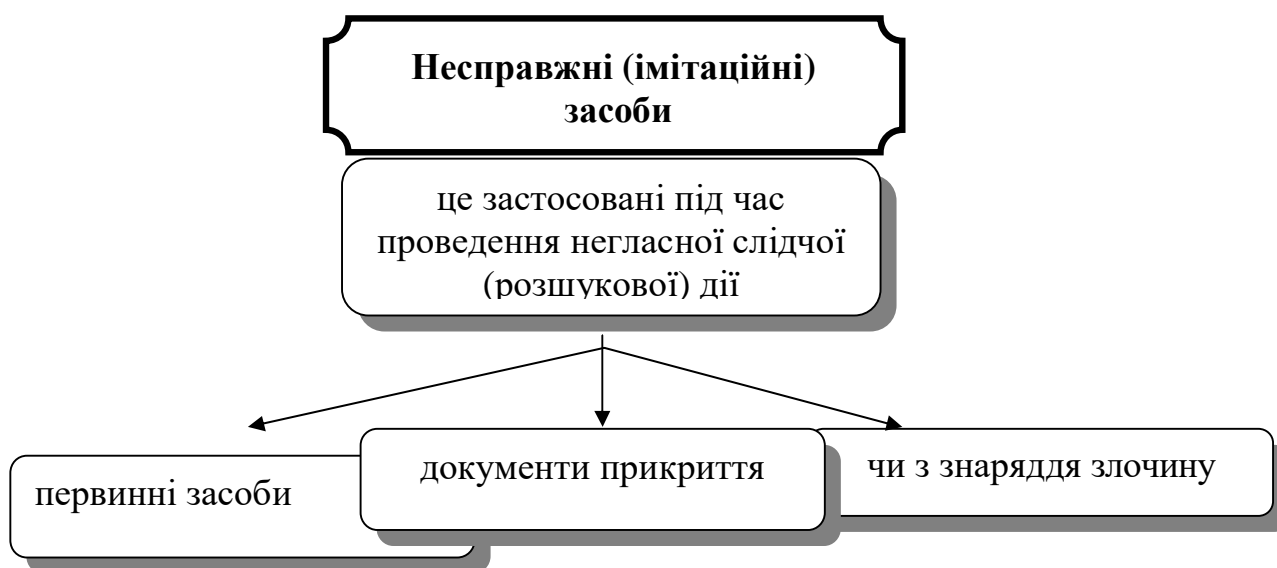 Несправжні (імітаційні)
засоби
це застосовані під час
проведення негласної слідчої
(розшукової) дії
первинні засоби
документи прикриття
чи з знаряддя злочину